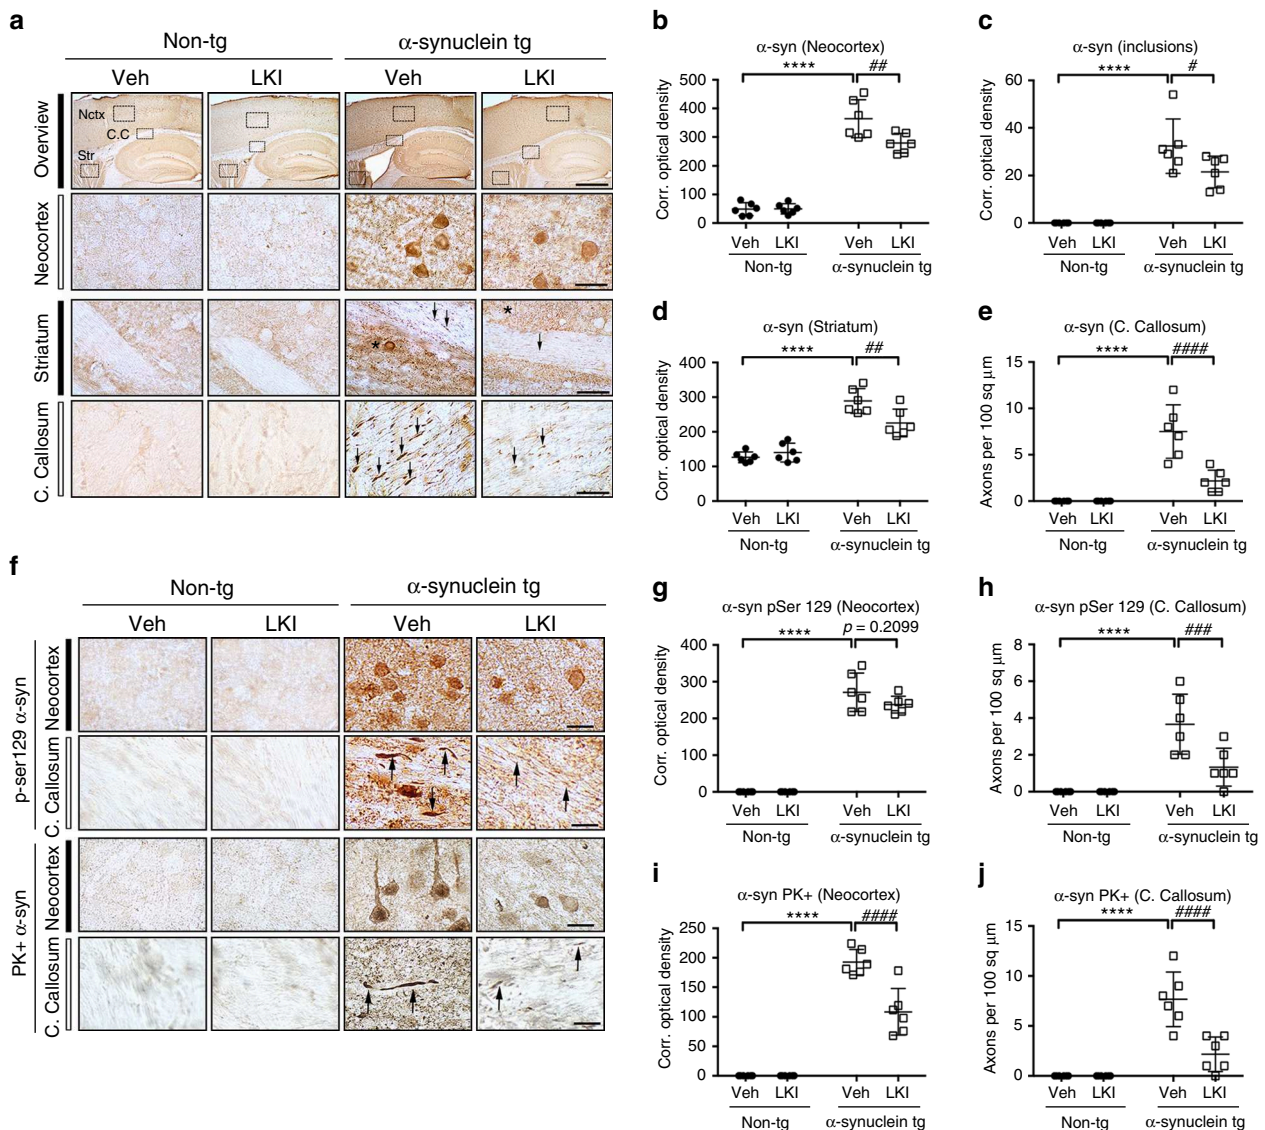 a
Non-tg
α-synuclein tg
Veh
LKI
Veh
LKI
Overview
Nctx
C.C
Str
Neocortex
Striatum
*
*
C. Callosum
b
α-syn (Neocortex)
****
##
Corr. optical density
500
400
300
200
100
0
Veh
LKI
Veh
LKI
Non-tg
α-synuclein tg
c
α-syn (inclusions)
****
#
Corr. optical density
60
40
20
0
Veh
LKI
Veh
LKI
Non-tg
α-synuclein tg
d
α-syn (Striatum)
****
##
Corr. optical density
400
300
200
100
0
Veh
LKI
Veh
LKI
Non-tg
α-synuclein tg
e
α-syn (C. Callosum)
****
####
Axons per 100 sq μm
15
10
5
0
Veh
LKI
Veh
LKI
Non-tg
α-synuclein tg
f
Non-tg
α-synuclein tg
Veh
LKI
Veh
LKI
p-ser129 α-syn
Neocortex
C. Callosum
PK+ α-syn
Neocortex
C. Callosum
g
α-syn pSer 129 (Neocortex)
****
p = 0.2099
Corr. optical density
400
300
200
100
0
Veh
LKI
Veh
LKI
Non-tg
α-synuclein tg
h
α-syn pSer 129 (C. Callosum)
****
###
Axons per 100 sq μm
8
6
4
2
0
Veh
LKI
Veh
LKI
Non-tg
α-synuclein tg
i
α-syn PK+ (Neocortex)
****
####
Corr. optical density
250
200
150
100
50
0
Veh
LKI
Veh
LKI
Non-tg
α-synuclein tg
j
α-syn PK+ (C. Callosum)
****
####
Axons per 100 sq μm
15
10
5
0
Veh
LKI
Veh
LKI
Non-tg
α-synuclein tg